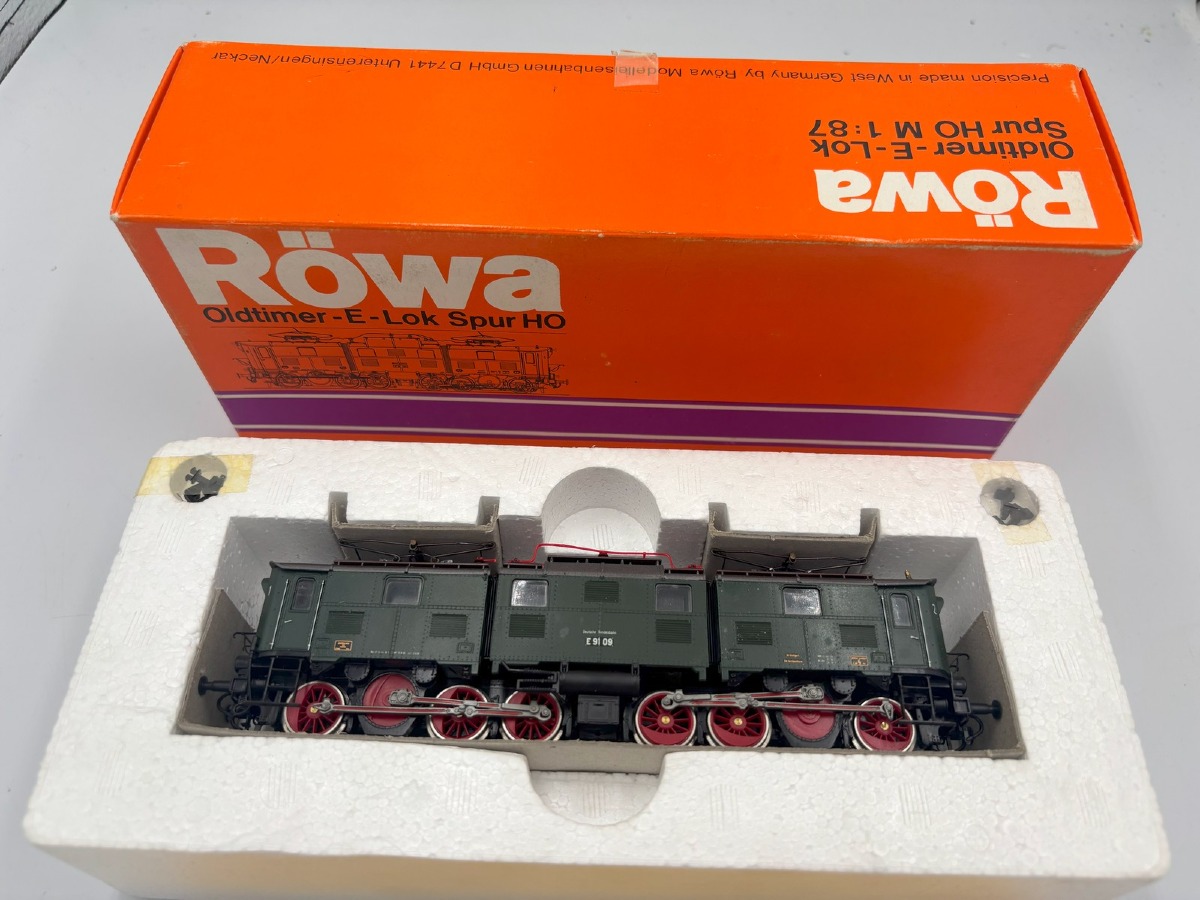 Precision made in West Germany by Röwa Modelleisenbahnen GmbH D7441 Unterensingen/Neckar
Röwa
Oldtimer-E-Lok
Spur HO M 1:87
Röwa
Oldtimer-E-Lok Spur HO
Deutsche Bundesbahn
E 91 09